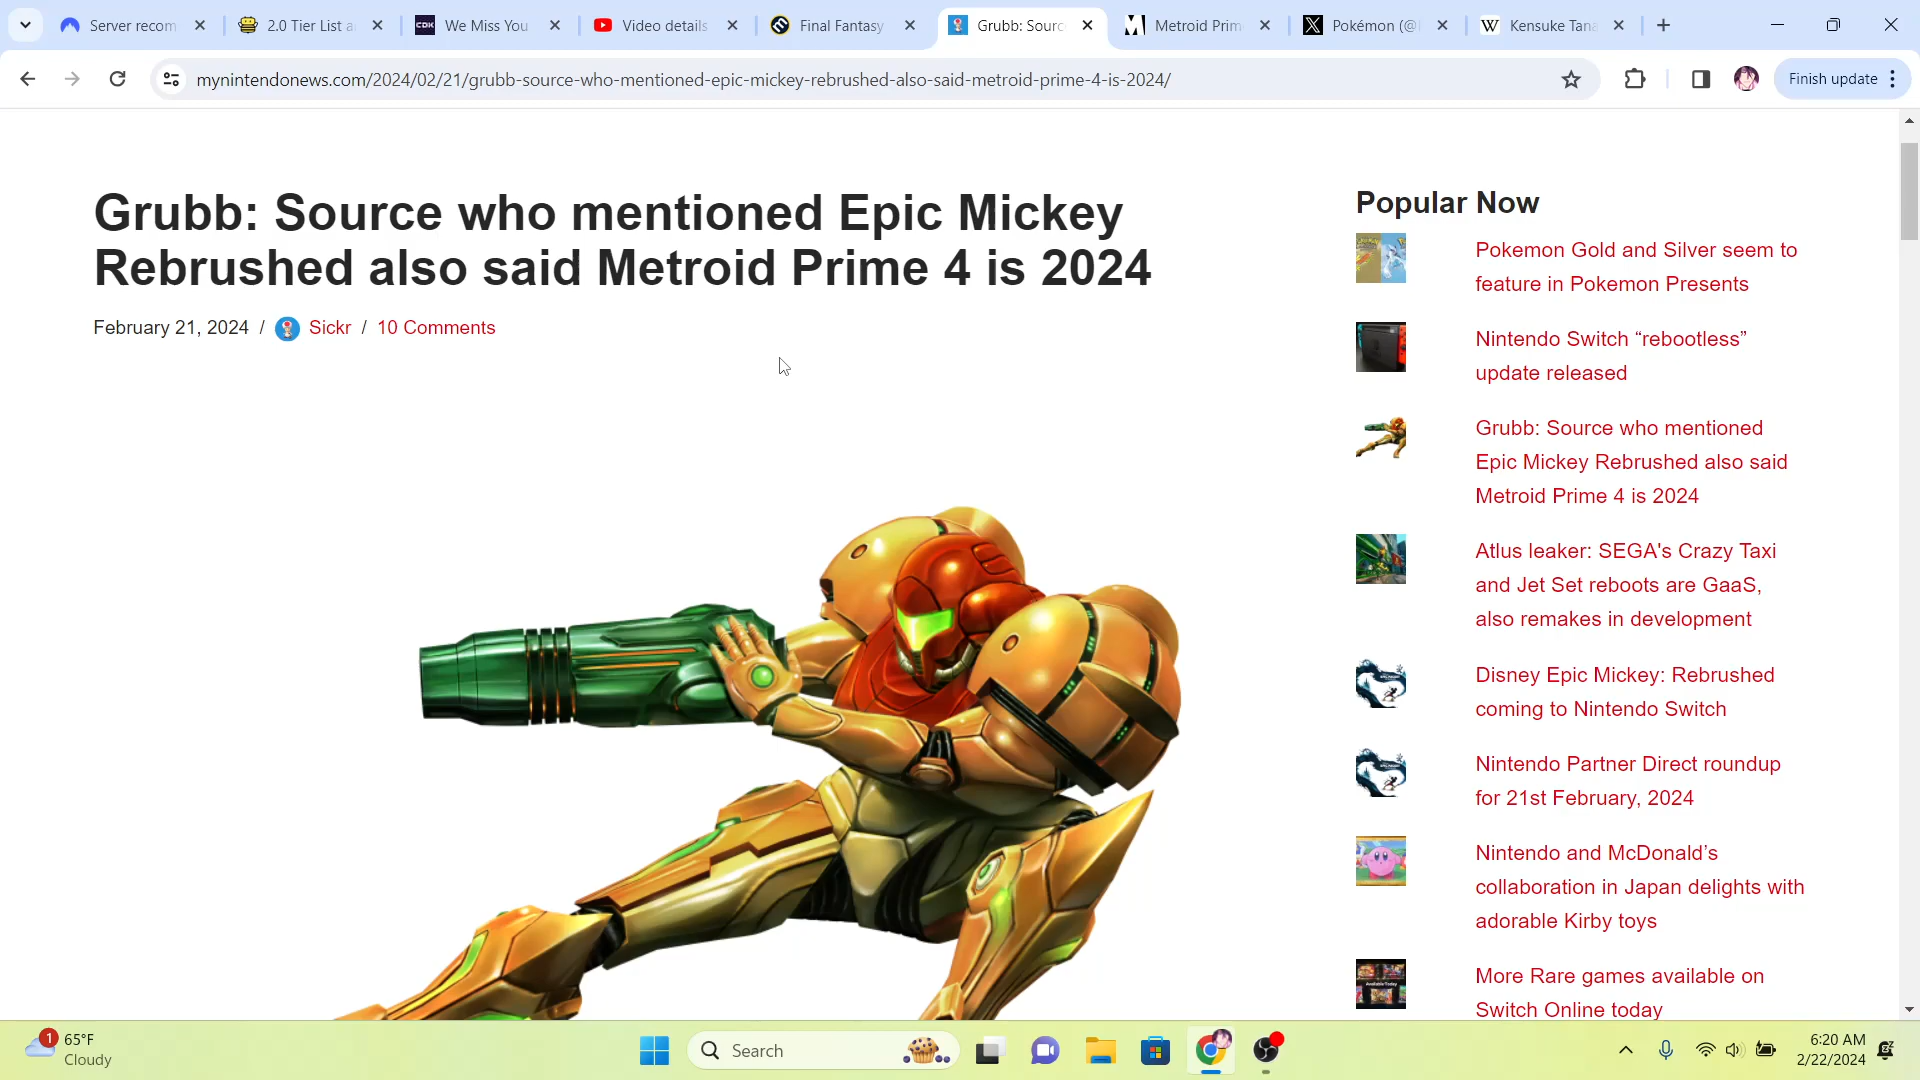 Server recom
2.0 Tier List a
CDK
We Miss You
Video details
Final Fantasy
Grubb: Sourc
Metroid Prim
X
Pokémon (@
W
Kensuke Tana
mynintendonews.com/2024/02/21/grubb-source-who-mentioned-epic-mickey-rebrushed-also-said-metroid-prime-4-is-2024/
Finish update
Grubb: Source who mentioned Epic Mickey
Rebrushed also said Metroid Prime 4 is 2024
February 21, 2024 / Sickr / 10 Comments
Popular Now
Pokemon Gold and Silver seem to
feature in Pokemon Presents
Nintendo Switch “rebootless”
update released
Grubb: Source who mentioned
Epic Mickey Rebrushed also said
Metroid Prime 4 is 2024
Atlus leaker: SEGA's Crazy Taxi
and Jet Set reboots are GaaS,
also remakes in development
Disney Epic Mickey: Rebrushed
coming to Nintendo Switch
Nintendo Partner Direct roundup
for 21st February, 2024
Nintendo and McDonald’s
collaboration in Japan delights with
adorable Kirby toys
More Rare games available on
Switch Online today
1
65°F
Cloudy
Search
6:20 AM
2/22/2024